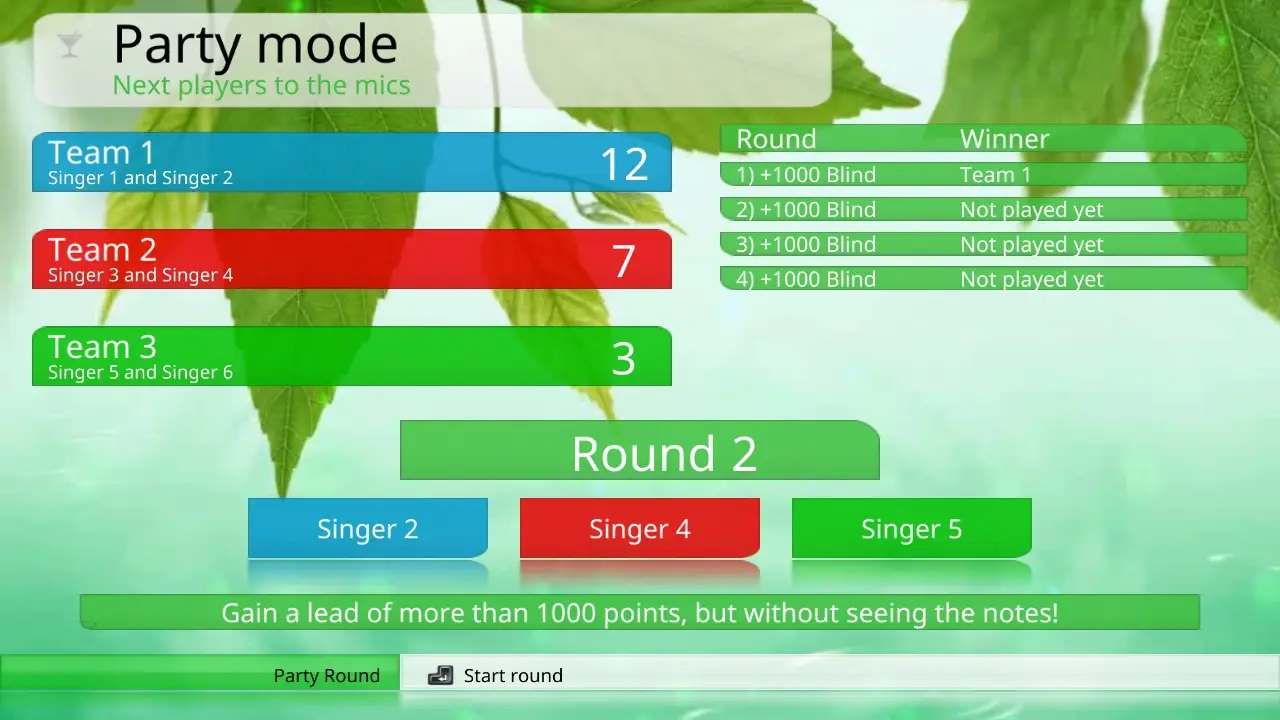 Party mode
Next players to the mics
Team 1
Singer 1 and Singer 2
12
Team 2
Singer 3 and Singer 4
7
Team 3
Singer 5 and Singer 6
3
Round Winner
1) +1000 Blind Team 1
2) +1000 Blind Not played yet
3) +1000 Blind Not played yet
4) +1000 Blind Not played yet
Round 2
Singer 2 Singer 4 Singer 5
Gain a lead of more than 1000 points, but without seeing the notes!
Party Round Start round